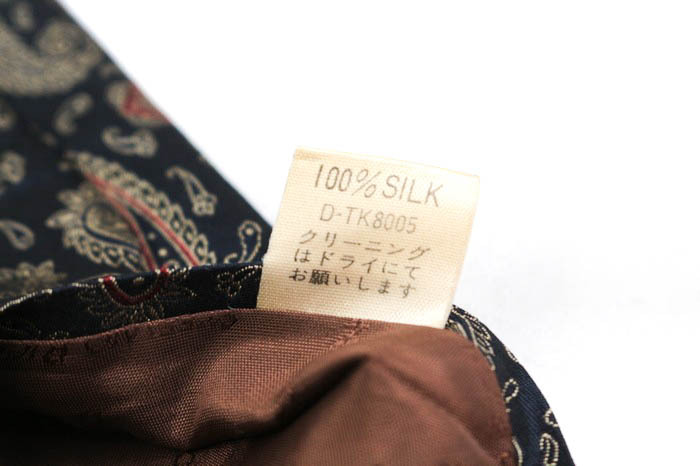 100% SILK
D-TK8005
クリーニング
はドライにて
お願いします